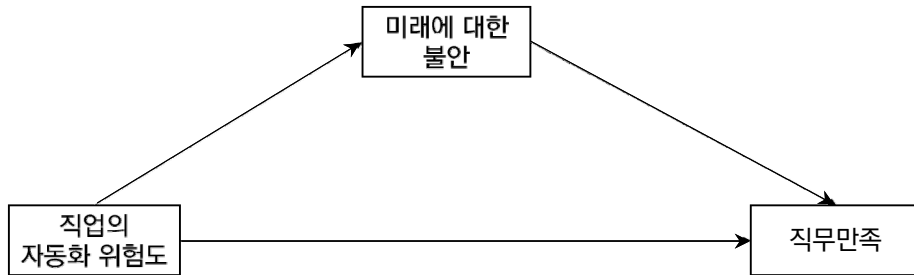 미래에 대한
불안
직업의
자동화 위험도
직무만족